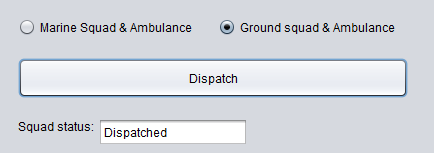 Marine Squad & Ambulance Ground squad & Ambulance
Dispatch
Squad status: Dispatched